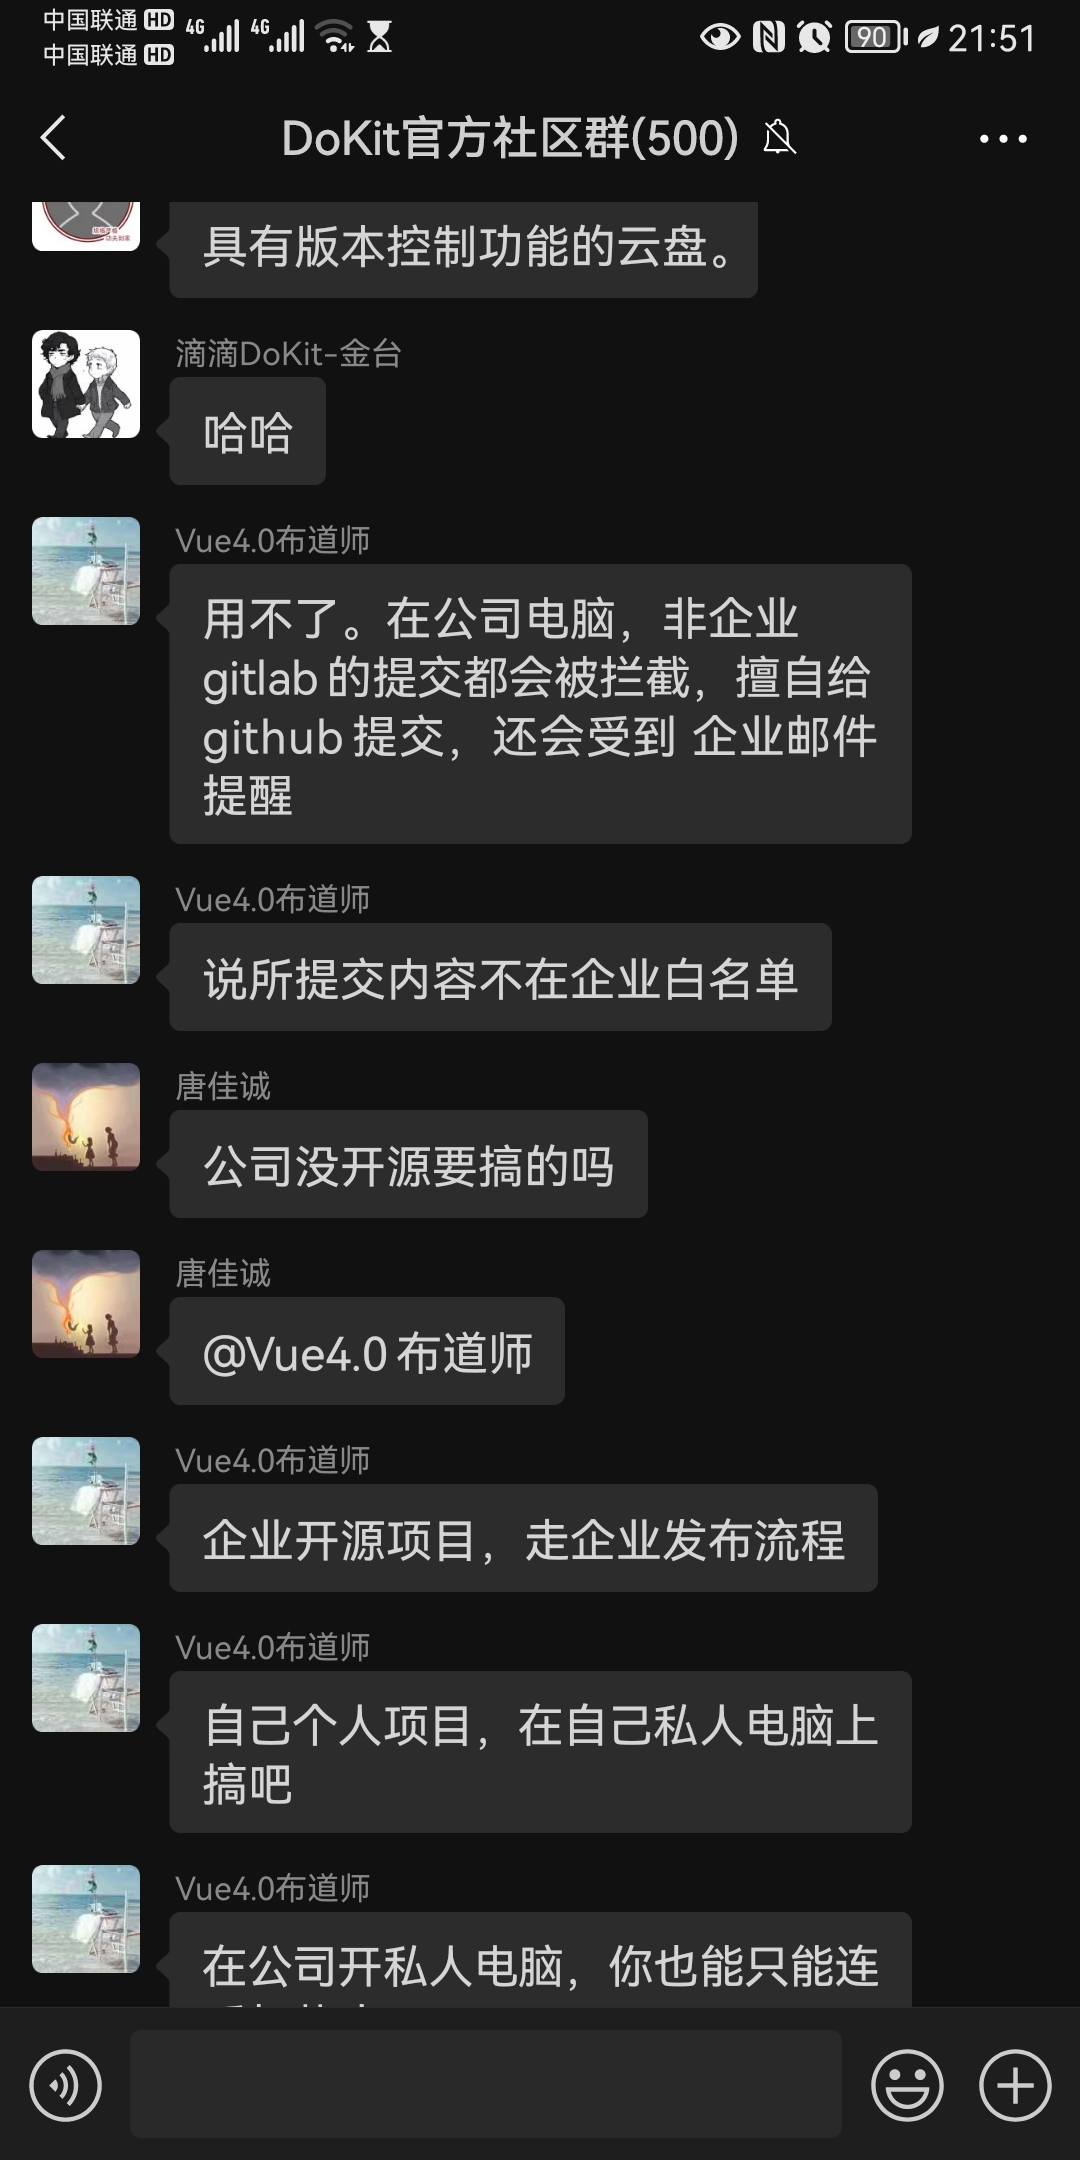 中国联通 HD 4G 4G 90 21:51
中国联通 HD
DoKit官方社区群(500)
具有版本控制功能的云盘。
滴滴DoKit-金台
哈哈
Vue4.0布道师
用不了。在公司电脑，非企业
gitlab 的提交都会被拦截，擅自给
github 提交，还会受到 企业邮件
提醒
Vue4.0布道师
说所提交内容不在企业白名单
唐佳诚
公司没开源要搞的吗
唐佳诚
@Vue4.0 布道师
Vue4.0布道师
企业开源项目，走企业发布流程
Vue4.0布道师
自己个人项目，在自己私人电脑上
搞吧
Vue4.0布道师
在公司开私人电脑，你也能只能连